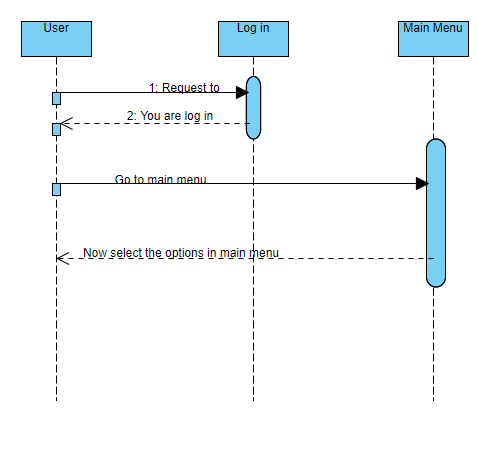 User
Log in
Main Menu
1: Request to
2: You are log in
Go to main menu
Now select the options in main menu